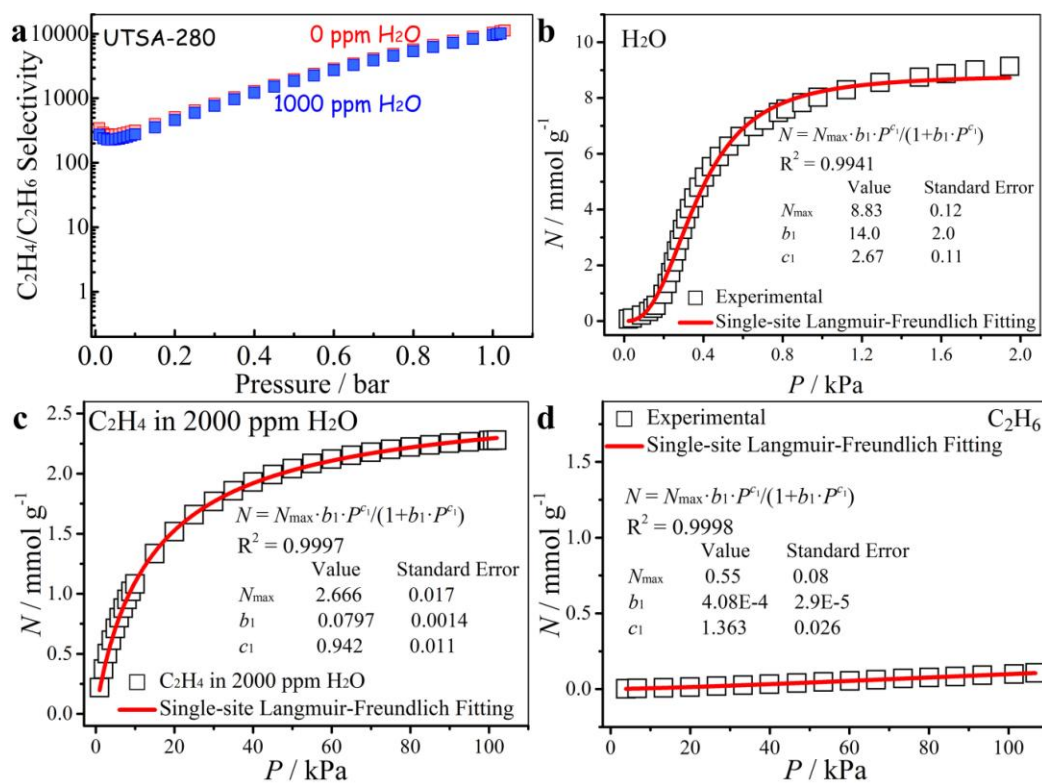 a
UTSA-280
0 ppm H₂O
1000 ppm H₂O
C₂H₄/C₂H₆ Selectivity
10000
1000
100
10
1
0.0 0.2 0.4 0.6 0.8 1.0
Pressure / bar
b
H₂O
N = Nmax·b₁·P^c₁/(1+b₁·P^c₁)
R² = 0.9941
Value Standard Error
Nmax 8.83 0.12
b₁ 14.0 2.0
c₁ 2.67 0.11
Experimental
Single-site Langmuir-Freundlich Fitting
N / mmol g⁻¹
10
8
6
4
2
0
0.0 0.4 0.8 1.2 1.6 2.0
P / kPa
c
C₂H₄ in 2000 ppm H₂O
N = Nmax·b₁·P^c₁/(1+b₁·P^c₁)
R² = 0.9997
Value Standard Error
Nmax 2.666 0.017
b₁ 0.0797 0.0014
c₁ 0.942 0.011
C₂H₄ in 2000 ppm H₂O
Single-site Langmuir-Freundlich Fitting
N / mmol g⁻¹
2.5
2.0
1.5
1.0
0.5
0.0
0 20 40 60 80 100
P / kPa
d
Experimental
C₂H₆
Single-site Langmuir-Freundlich Fitting
N = Nmax·b₁·P^c₁/(1+b₁·P^c₁)
R² = 0.9998
Value Standard Error
Nmax 0.55 0.08
b₁ 4.08E-4 2.9E-5
c₁ 1.363 0.026
N / mmol g⁻¹
1.5
1.0
0.5
0.0
0 20 40 60 80 100
P / kPa